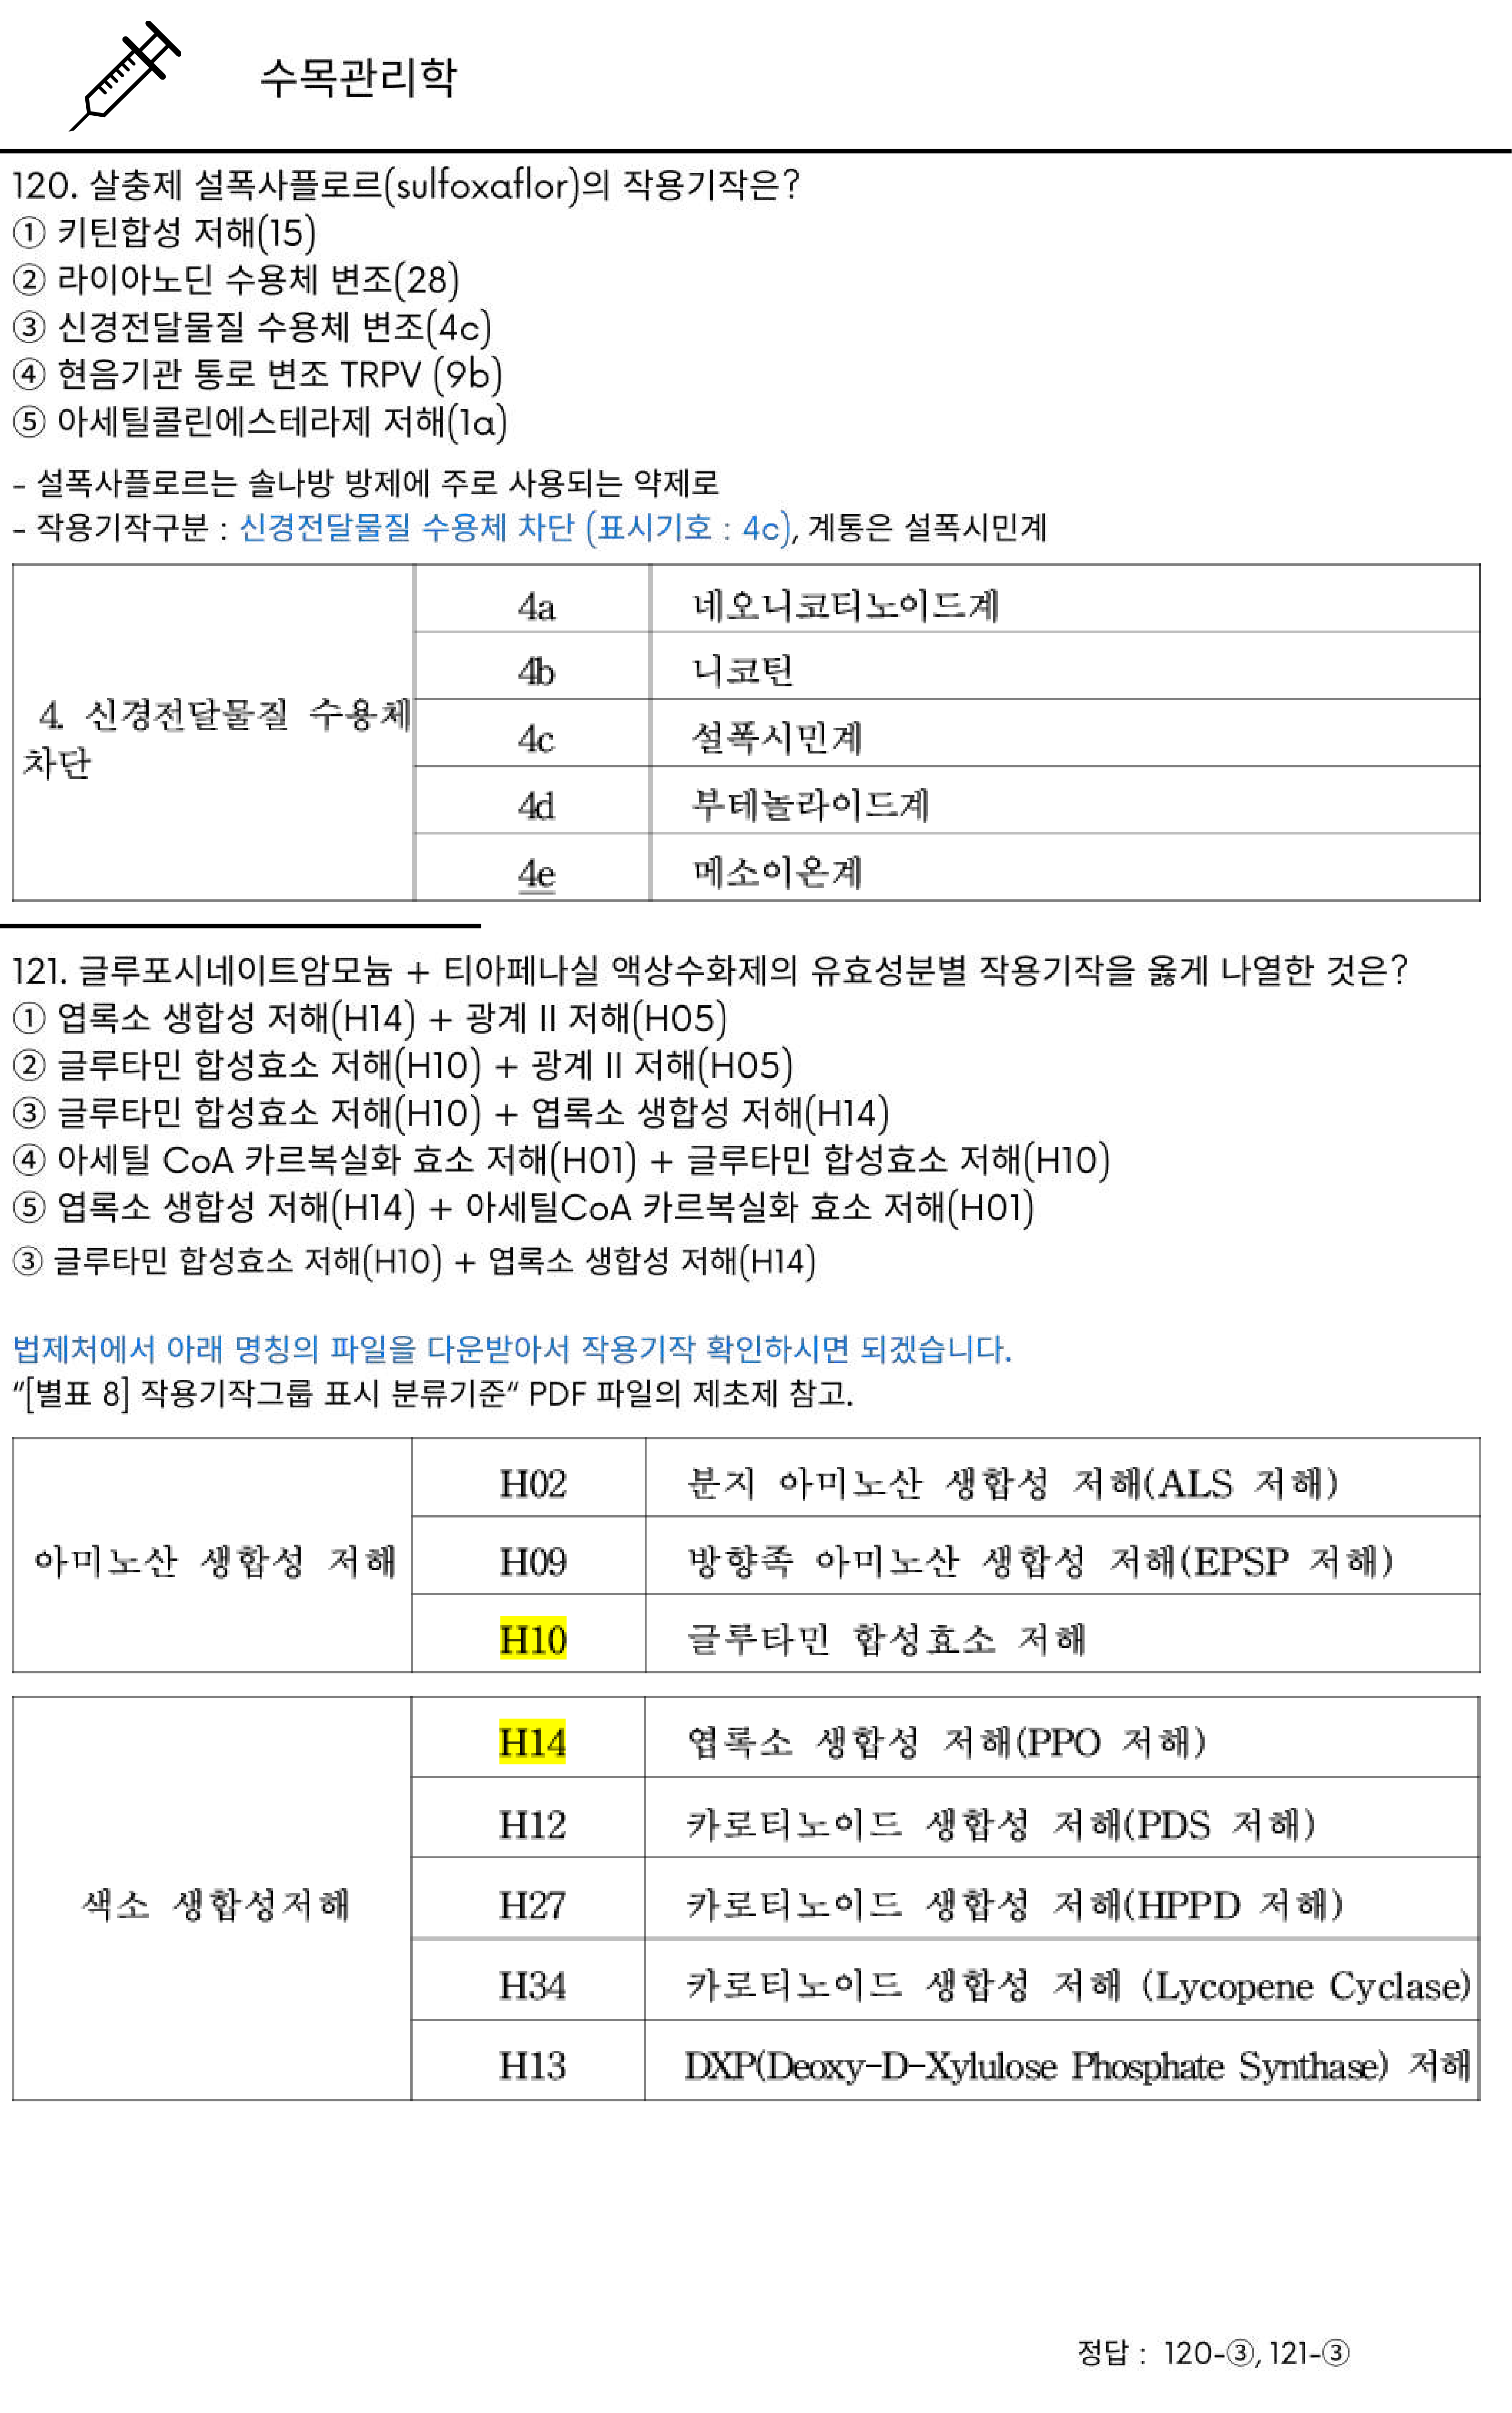 수목관리학
120. 살충제 설폭사플로르(sulfoxaflor)의 작용기작은?
① 키틴합성 저해(15)
② 라이아노딘 수용체 변조(28)
③ 신경전달물질 수용체 변조(4c)
④ 현음기관 통로 변조 TRPV (9b)
⑤ 아세틸콜린에스테라제 저해(1a)
- 설폭사플로르는 솔나방 방제에 주로 사용되는 약제로
- 작용기작구분 : 신경전달물질 수용체 차단 (표시기호 : 4c), 계통은 설폭시민계
4. 신경전달물질 수용체
차단
4a 네오니코티노이드계
4b 니코틴
4c 설폭시민계
4d 부테놀라이드계
4e 메소이온계
121. 글루포시네이트암모늄 + 티아페나실 액상수화제의 유효성분별 작용기작을 옳게 나열한 것은?
① 엽록소 생합성 저해(H14) + 광계 II 저해(H05)
② 글루타민 합성효소 저해(H10) + 광계 II 저해(H05)
③ 글루타민 합성효소 저해(H10) + 엽록소 생합성 저해(H14)
④ 아세틸 CoA 카르복실화 효소 저해(H01) + 글루타민 합성효소 저해(H10)
⑤ 엽록소 생합성 저해(H14) + 아세틸CoA 카르복실화 효소 저해(H01)
③ 글루타민 합성효소 저해(H10) + 엽록소 생합성 저해(H14)
법제처에서 아래 명칭의 파일을 다운받아서 작용기작 확인하시면 되겠습니다.
“[별표 8] 작용기작그룹 표시 분류기준“ PDF 파일의 제초제 참고.
아미노산 생합성 저해
H02 분지 아미노산 생합성 저해(ALS 저해)
H09 방향족 아미노산 생합성 저해(EPSP 저해)
H10 글루타민 합성효소 저해
색소 생합성저해
H14 엽록소 생합성 저해(PPO 저해)
H12 카로티노이드 생합성 저해(PDS 저해)
H27 카로티노이드 생합성 저해(HPPD 저해)
H34 카로티노이드 생합성 저해 (Lycopene Cyclase)
H13 DXP(Deoxy-D-Xylulose Phosphate Synthase) 저해
정답 : 120-③, 121-③